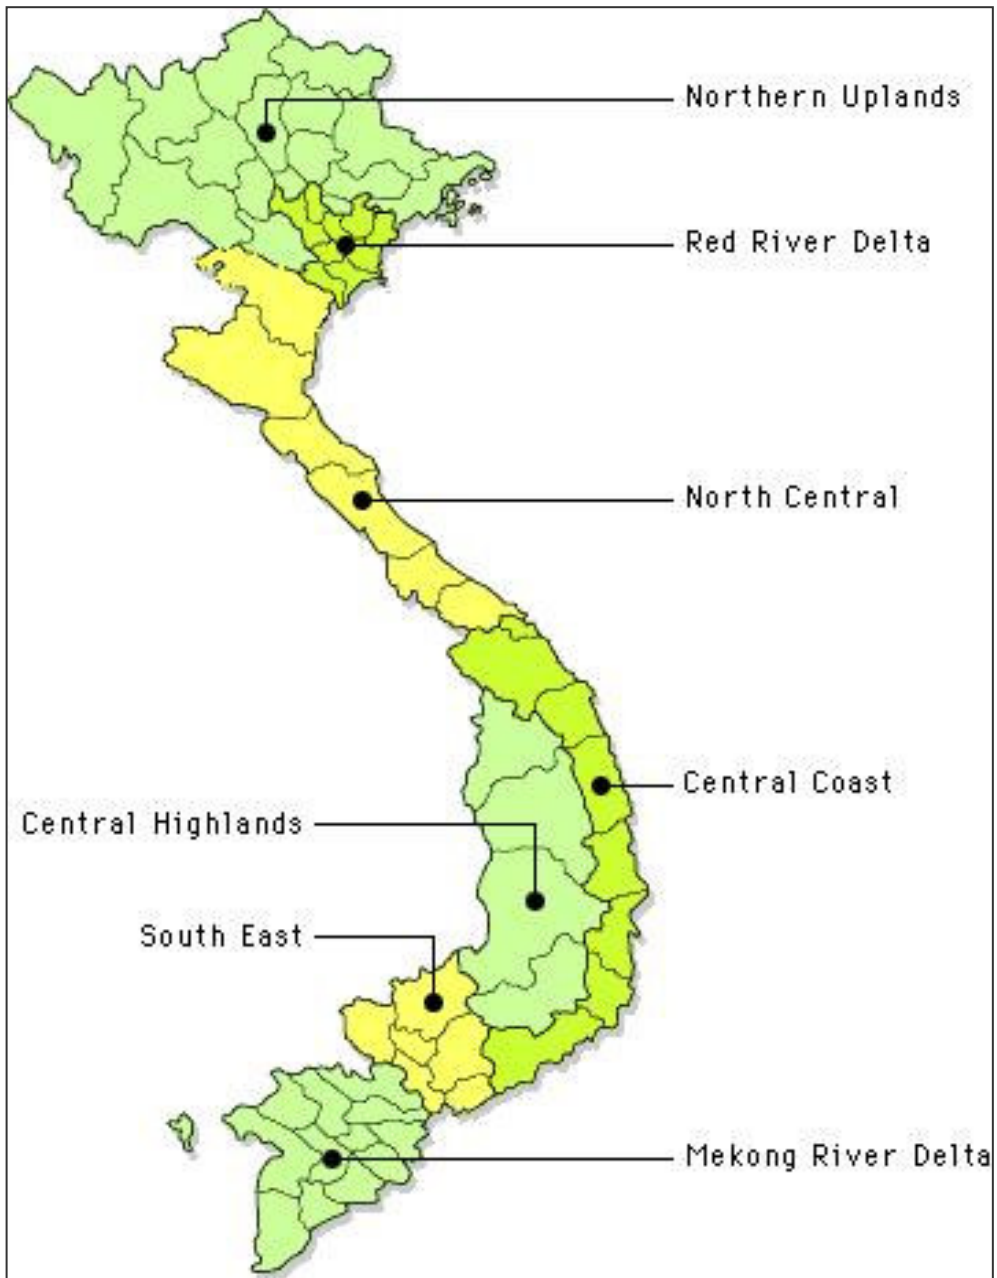 Northern Uplands
Red River Delta
North Central
Central Coast
Central Highlands
South East
Mekong River Delta